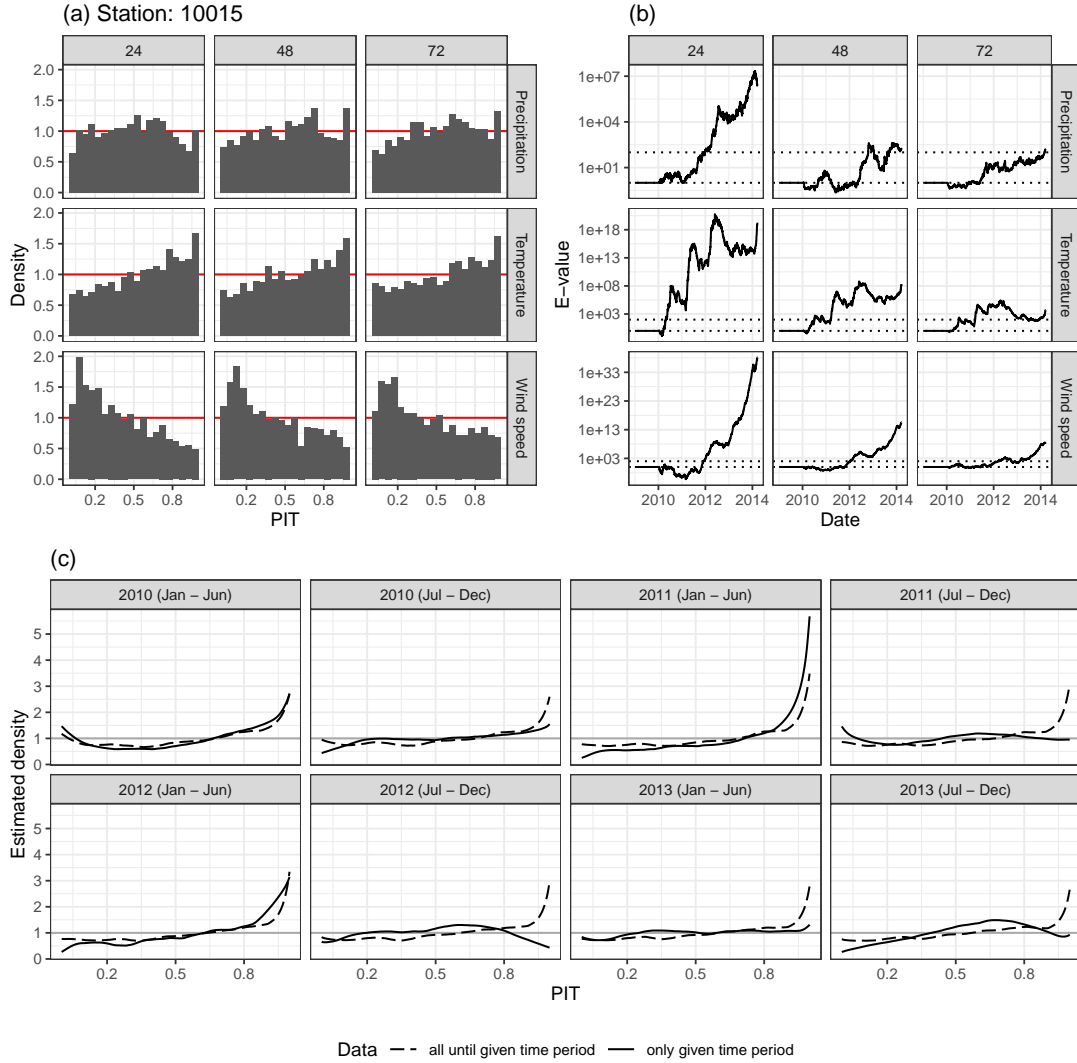 (a) Station: 10015
24 48 72
2.0
1.5
1.0
0.5
0.0
Precipitation
2.0
1.5
1.0
0.5
0.0
Temperature
2.0
1.5
1.0
0.5
0.0
Wind speed
Density
0.2 0.5 0.8 0.2 0.5 0.8 0.2 0.5 0.8
PIT
(b)
24 48 72
1e+07
1e+04
1e+01
Precipitation
1e+18
1e+13
1e+08
1e+03
Temperature
1e+33
1e+23
1e+13
1e+03
Wind speed
E−value
2010 2012 2014 2010 2012 2014 2010 2012 2014
Date
(c)
2010 (Jan − Jun) 2010 (Jul − Dec) 2011 (Jan − Jun) 2011 (Jul − Dec)
5
4
3
2
1
0
2012 (Jan − Jun) 2012 (Jul − Dec) 2013 (Jan − Jun) 2013 (Jul − Dec)
5
4
3
2
1
0
Estimated density
0.2 0.5 0.8 0.2 0.5 0.8 0.2 0.5 0.8 0.2 0.5 0.8
PIT
Data all until given time period only given time period